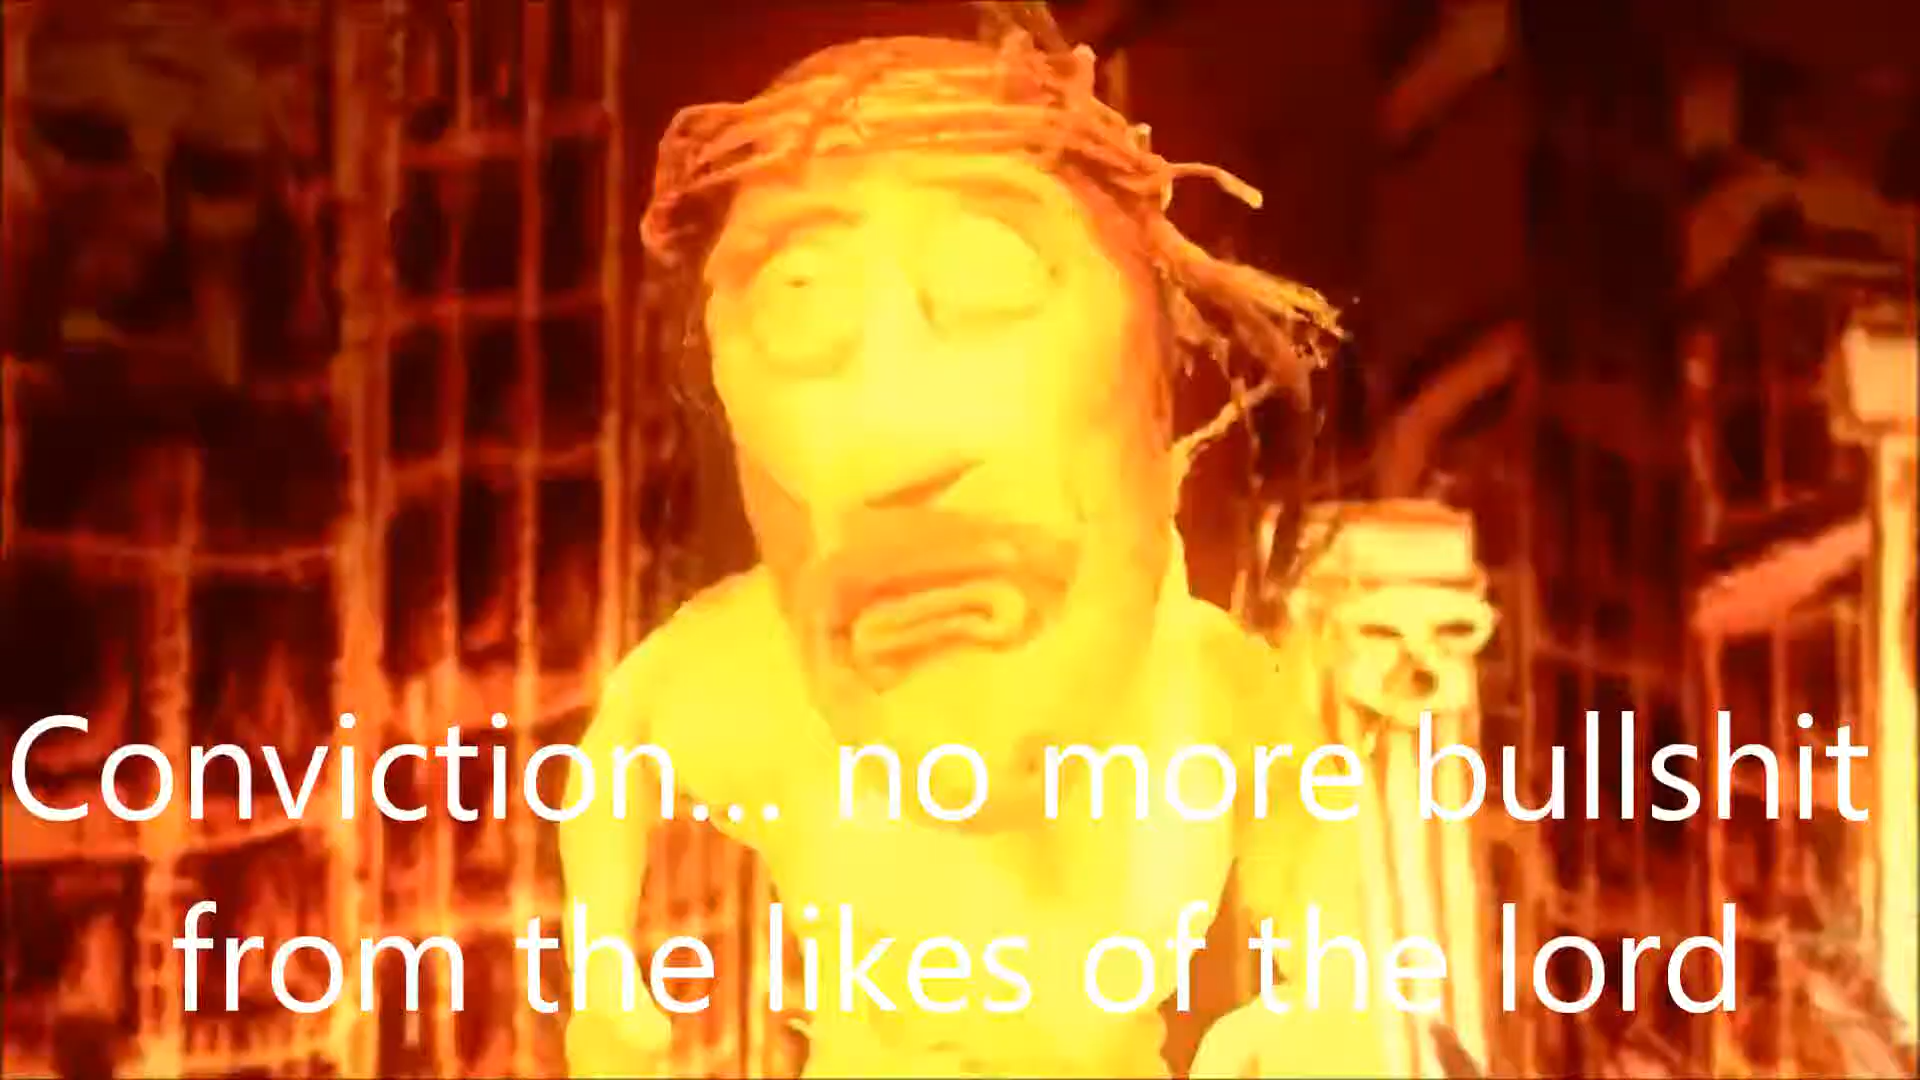 Conviction... no more bullshit
from the likes of the lord